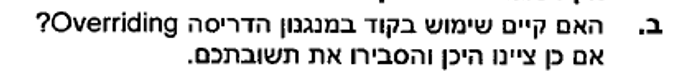 ב. האם קיים שימוש בקוד במנגנון הדריסה Overriding?
אם כן ציינו היכן והסבירו את תשובתכם.